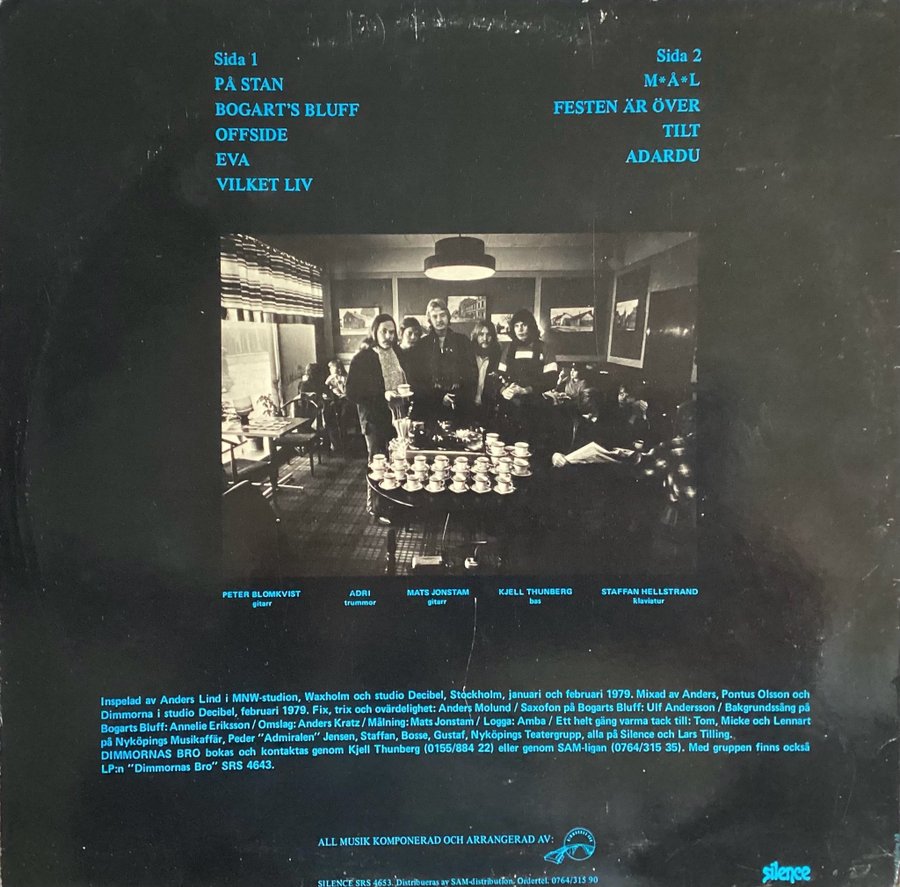 Sida 1
PÅ STAN
BOGART'S BLUFF
OFFSIDE
EVA
VILKET LIV
Sida 2
M*Å*L
FESTEN ÄR ÖVER
TILT
ADARDU
PETER BLOMKVIST
gitarr
ADRI
trummor
MATS JONSTAM
gitarr
KJELL THUNBERG
bas
STAFFAN HELLSTRAND
klaviatur
Inspelad av Anders Lind i MNW-studion, Waxholm och studio Decibel, Stockholm, januari och februari 1979. Mixad av Anders, Pontus Olsson och
Dimmorna i studio Decibel, februari 1979. Fix, trix och ovärdelighet: Anders Molund / Saxofon på Bogarts Bluff: Ulf Andersson / Bakgrundssång på
Bogarts Bluff: Annelie Eriksson / Omslag: Anders Kratz / Målning: Mats Jonstam / Logga: Amba / Ett helt gäng varma tack till: Tom, Micke och Lennart
på Nyköpings Musikaffär, Peder "Admiralen" Jensen, Staffan, Bosse, Gustaf, Nyköpings Teatergrupp, alla på Silence och Lars Tilling.
DIMMORNAS BRO bokas och kontaktas genom Kjell Thunberg (0155/884 22) eller genom SAM-ligan (0764/315 35). Med gruppen finns också
LP:n "Dimmornas Bro" SRS 4643.
ALL MUSIK KOMPONERAD OCH ARRANGERAD AV:
SILENCE SRS 4653. Distribueras av SAM-distribution. Ordertel. 0764/315 90
silence